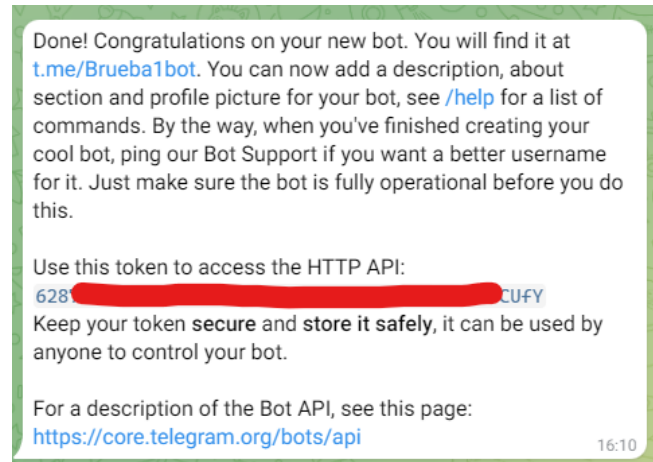 Done! Congratulations on your new bot. You will find it at
t.me/Brueba1bot. You can now add a description, about
section and profile picture for your bot, see /help for a list of
commands. By the way, when you've finished creating your
cool bot, ping our Bot Support if you want a better username
for it. Just make sure the bot is fully operational before you do
this.
Use this token to access the HTTP API:
628 CUfY
Keep your token secure and store it safely, it can be used by
anyone to control your bot.
For a description of the Bot API, see this page:
https://core.telegram.org/bots/api
16:10